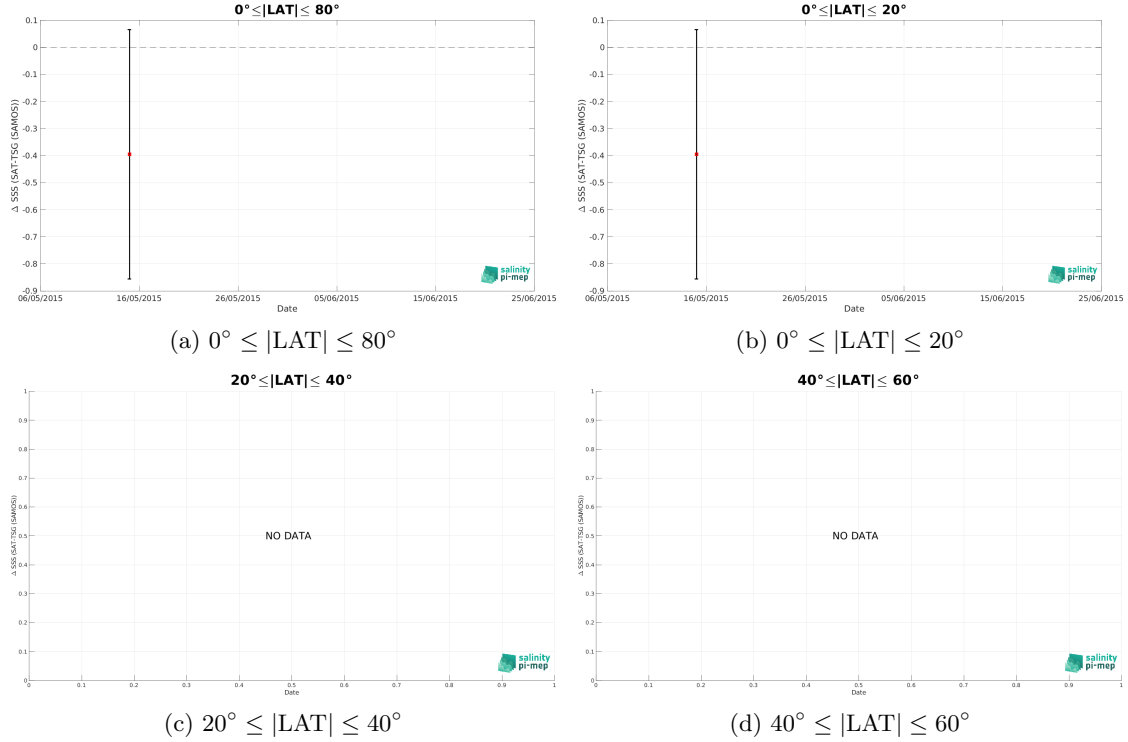 0°≤|LAT|≤ 80°
0.1
0
-0.1
-0.2
-0.3
-0.4
-0.5
-0.6
-0.7
-0.8
-0.9
Δ SSS (SAT-TSG (SAMOS))
06/05/2015 16/05/2015 26/05/2015 05/06/2015 15/06/2015 25/06/2015
Date
salinity
pi-mep
(a) 0° ≤ |LAT| ≤ 80°
0°≤|LAT|≤ 20°
0.1
0
-0.1
-0.2
-0.3
-0.4
-0.5
-0.6
-0.7
-0.8
-0.9
Δ SSS (SAT-TSG (SAMOS))
06/05/2015 16/05/2015 26/05/2015 05/06/2015 15/06/2015 25/06/2015
Date
salinity
pi-mep
(b) 0° ≤ |LAT| ≤ 20°
20°≤|LAT|≤ 40°
1
0.9
0.8
0.7
0.6
0.5
0.4
0.3
0.2
0.1
0
Δ SSS (SAT-TSG (SAMOS))
NO DATA
0 0.1 0.2 0.3 0.4 0.5 0.6 0.7 0.8 0.9 1
Date
salinity
pi-mep
(c) 20° ≤ |LAT| ≤ 40°
40°≤|LAT|≤ 60°
1
0.9
0.8
0.7
0.6
0.5
0.4
0.3
0.2
0.1
0
Δ SSS (SAT-TSG (SAMOS))
NO DATA
0 0.1 0.2 0.3 0.4 0.5 0.6 0.7 0.8 0.9 1
Date
salinity
pi-mep
(d) 40° ≤ |LAT| ≤ 60°